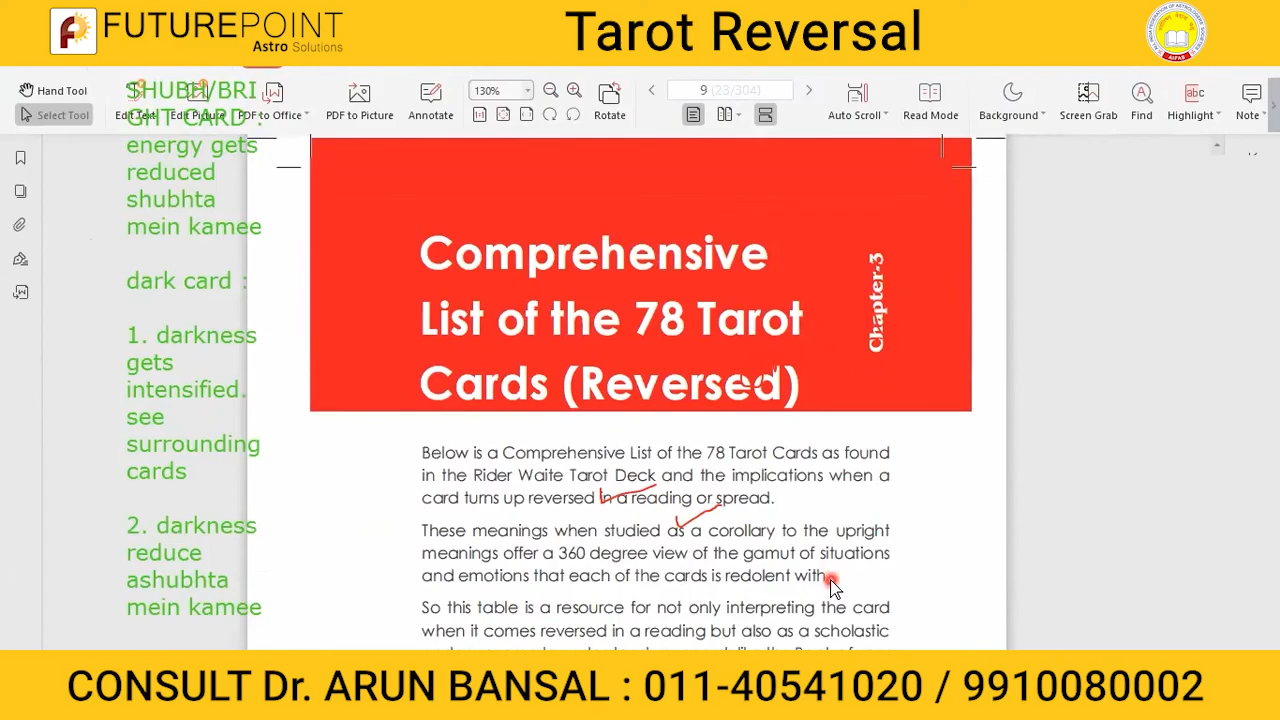 FUTUREPOINT
Astro Solutions
Tarot Reversal
AIFAS
Hand Tool
Select Tool
Edit Text
Edit Picture
PDF to Office
PDF to Picture
Annotate
130%
Rotate
9 (23/304)
Auto Scroll
Read Mode
Background
Screen Grab
Find
Highlight
Note
SHUBH/BRI
GHT CARD :
energy gets
reduced
shubhta
mein kamee
dark card :
1. darkness
gets
intensified.
see
surrounding
cards
2. darkness
reduce
ashubhta
mein kamee
Comprehensive
List of the 78 Tarot
Cards (Reversed)
Chapter-3
Below is a Comprehensive List of the 78 Tarot Cards as found
in the Rider Waite Tarot Deck and the implications when a
card turns up reversed in a reading or spread.
These meanings when studied as a corollary to the upright
meanings offer a 360 degree view of the gamut of situations
and emotions that each of the cards is redolent with.
So this table is a resource for not only interpreting the card
when it comes reversed in a reading but also as a scholastic
CONSULT Dr. ARUN BANSAL : 011-40541020 / 9910080002